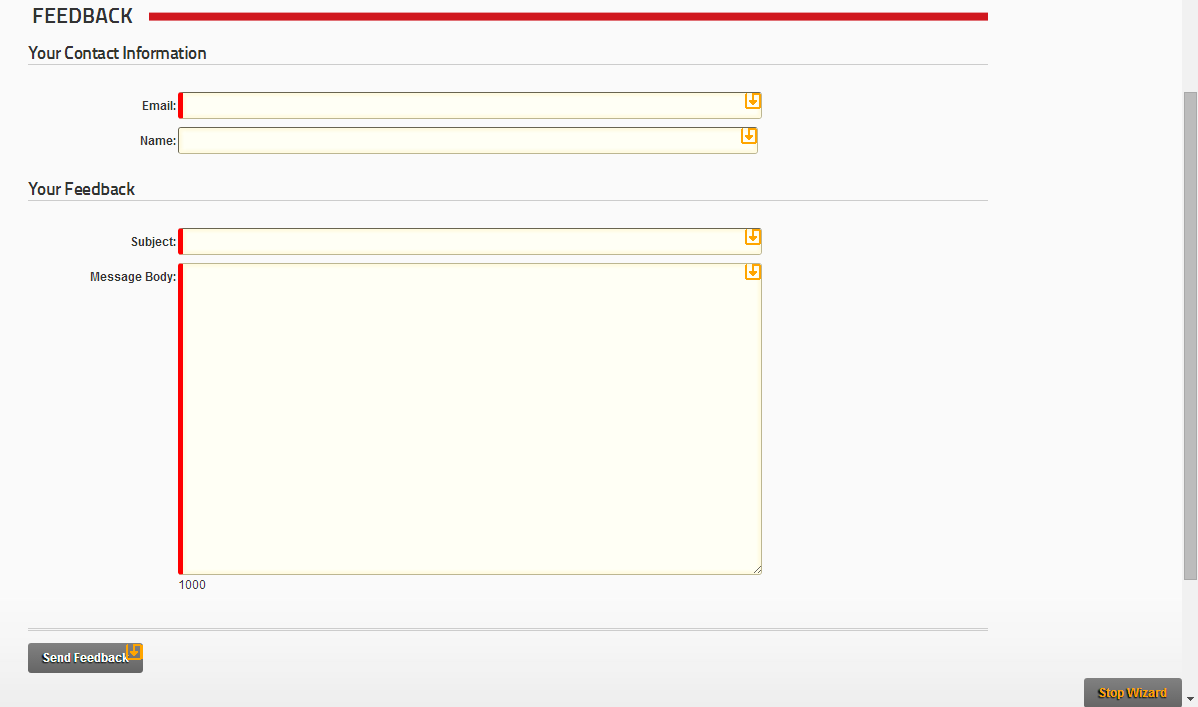 FEEDBACK
Your Contact Information
Email:
Name:
Your Feedback
Subject:
Message Body:
1000
Send Feedback
Stop Wizard